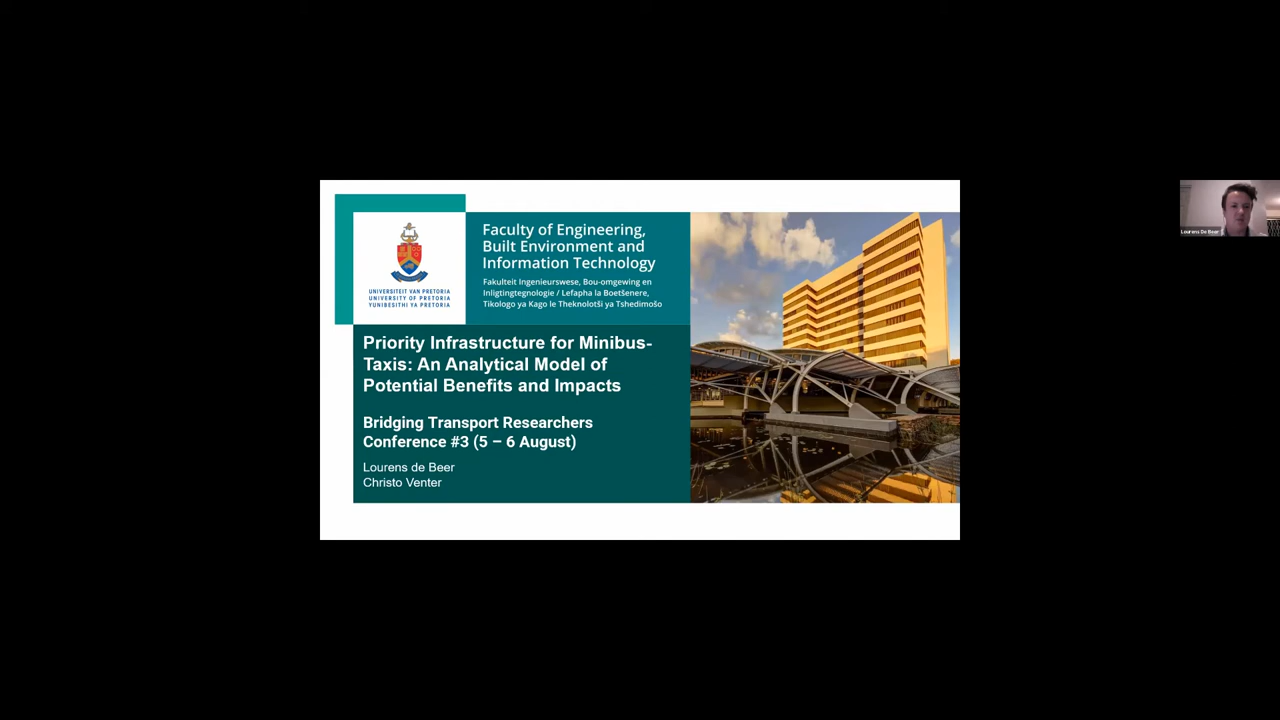 UNIVERSITEIT VAN PRETORIA
UNIVERSITY OF PRETORIA
YUNIBESITHI YA PRETORIA
Faculty of Engineering,
Built Environment and
Information Technology
Fakulteit Ingenieurswese, Bou-omgewing en
Inligtingtegnologie / Lefapha la Boetšenere,
Tikologo ya Kago le Theknolotši ya Tshedimošo
Priority Infrastructure for Minibus-
Taxis: An Analytical Model of
Potential Benefits and Impacts
Bridging Transport Researchers
Conference #3 (5 – 6 August)
Lourens de Beer
Christo Venter
Lourens De Beer